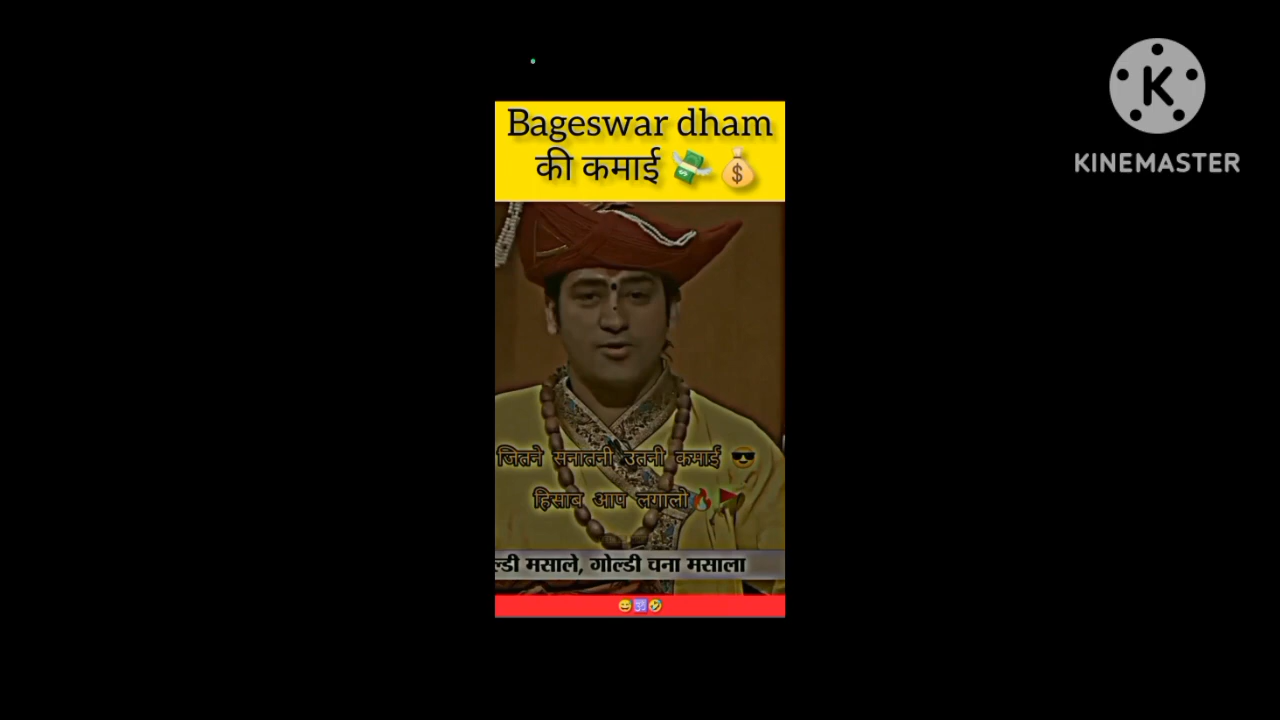 Bageswar dham
की कमाई 💸💰
K
KINEMASTER
जितने सनातनी उतनी कमाई 😎
हिसाब आप लगालो🔥🚩
ल्डी मसाले, गोल्डी चना मसाला
😅🕉️🤣